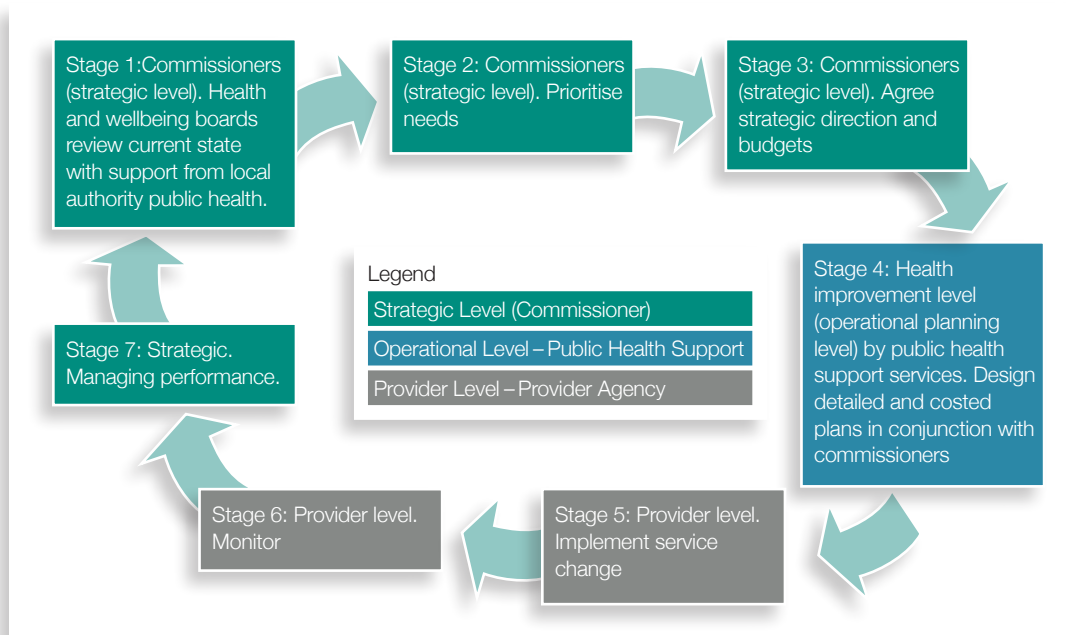 Stage 1:Commissioners
(strategic level). Health
and wellbeing boards
review current state
with support from local
authority public health.
Stage 2: Commissioners
(strategic level). Prioritise
needs
Stage 3: Commissioners
(strategic level). Agree
strategic direction and
budgets
Stage 4: Health
improvement level
(operational planning
level) by public health
support services. Design
detailed and costed
plans in conjunction with
commissioners
Stage 5: Provider level.
Implement service
change
Stage 6: Provider level.
Monitor
Stage 7: Strategic.
Managing performance.
Legend
Strategic Level (Commissioner)
Operational Level – Public Health Support
Provider Level – Provider Agency